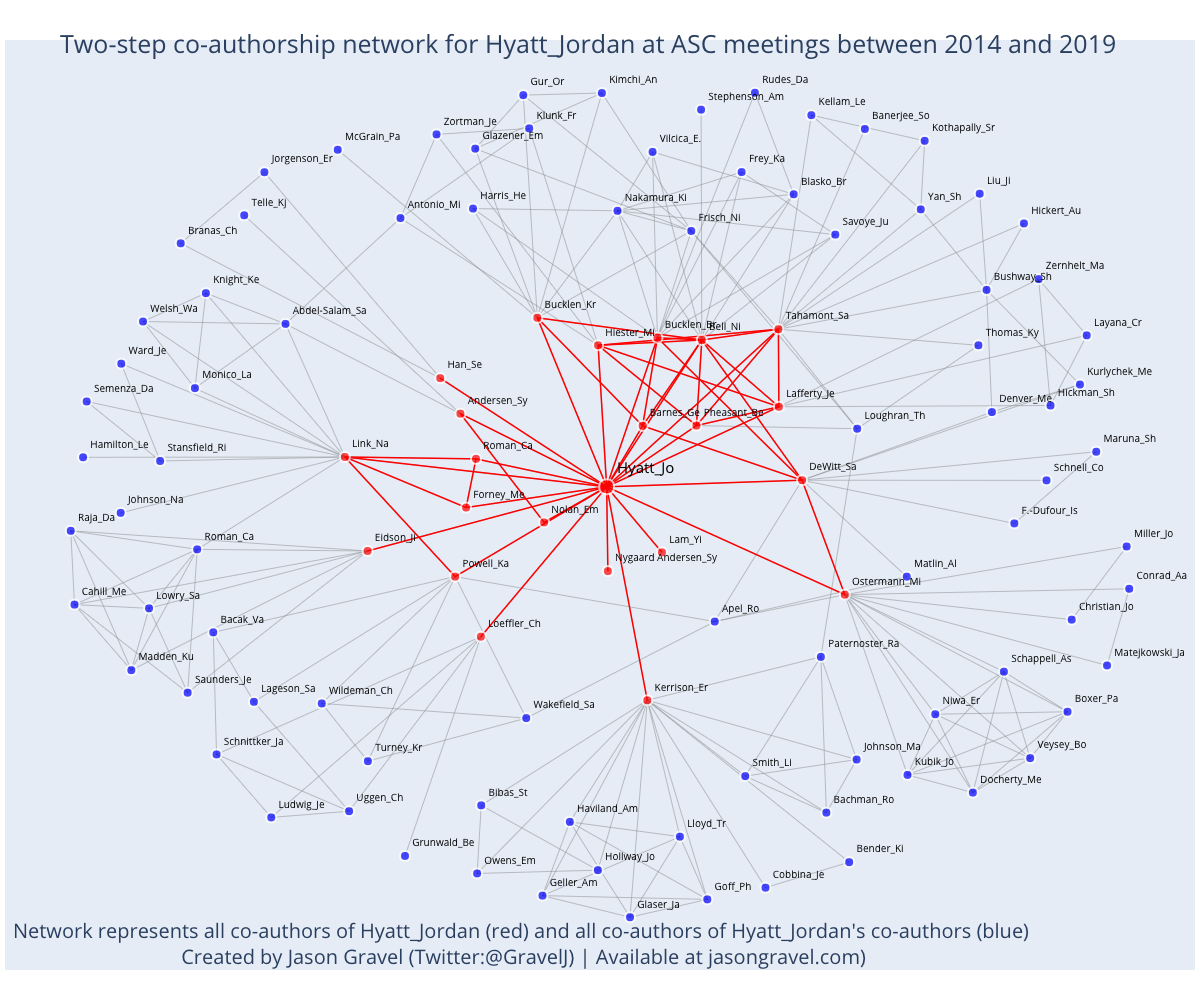 Two-step co-authorship network for Hyatt_Jordan at ASC meetings between 2014 and 2019
Rudes_Da
Gur_Or
Kimchi_An
Stephenson_Am
Kellam_Le
Banerjee_So
Klunk_Fr
Zortman_Je
Glazener_Em
Kothapally_Sr
McGrain_Pa
Vilcica_E.
Jorgenson_Er
Frey_Ka
Blasko_Br
Liu_Ji
Telle_Kj
Harris_He
Nakamura_Ki
Yan_Sh
Antonio_Mi
Frisch_Ni
Savoye_Ju
Hickert_Au
Branas_Ch
Zernhelt_Ma
Knight_Ke
Bushway_Sh
Bucklen_Kr
Welsh_Wa
Abdel-Salam_Sa
Tahamont_Sa
Hiester_Mi
Bucklen_Br
Bell_Ni
Layana_Cr
Thomas_Ky
Ward_Je
Han_Se
Kurlychek_Me
Monico_La
Semenza_Da
Andersen_Sy
Lafferty_Je
Denver_Me
Hickman_Sh
Barnes_Ge
Pheasant_Be
Loughran_Th
Maruna_Sh
Hamilton_Le
Stansfield_Ri
Link_Na
Roman_Ca
Hyatt_Jo
DeWitt_Sa
Schnell_Co
Johnson_Na
Forney_Me
Nolan_Em
F.-Dufour_Is
Raja_Da
Roman_Ca
Eidson_Ji
Lam_Yi
Miller_Jo
Powell_Ka
Nygaard Andersen_Sy
Matlin_Al
Ostermann_Mi
Conrad_Aa
Cahill_Me
Lowry_Sa
Christian_Jo
Bacak_Va
Loeffler_Ch
Apel_Ro
Paternoster_Ra
Matejkowski_Ja
Madden_Ku
Schappell_As
Saunders_Je
Lageson_Sa
Wildeman_Ch
Kerrison_Er
Wakefield_Sa
Niwa_Er
Boxer_Pa
Schnittker_Ja
Turney_Kr
Johnson_Ma
Veysey_Bo
Smith_Li
Kubik_Jo
Docherty_Me
Ludwig_Je
Uggen_Ch
Bibas_St
Haviland_Am
Bachman_Ro
Lloyd_Tr
Grunwald_Be
Owens_Em
Hollway_Jo
Bender_Ki
Geller_Am
Goff_Ph
Cobbina_Je
Glaser_Ja
Network represents all co-authors of Hyatt_Jordan (red) and all co-authors of Hyatt_Jordan's co-authors (blue)
Created by Jason Gravel (Twitter:@GravelJ) | Available at jasongravel.com)